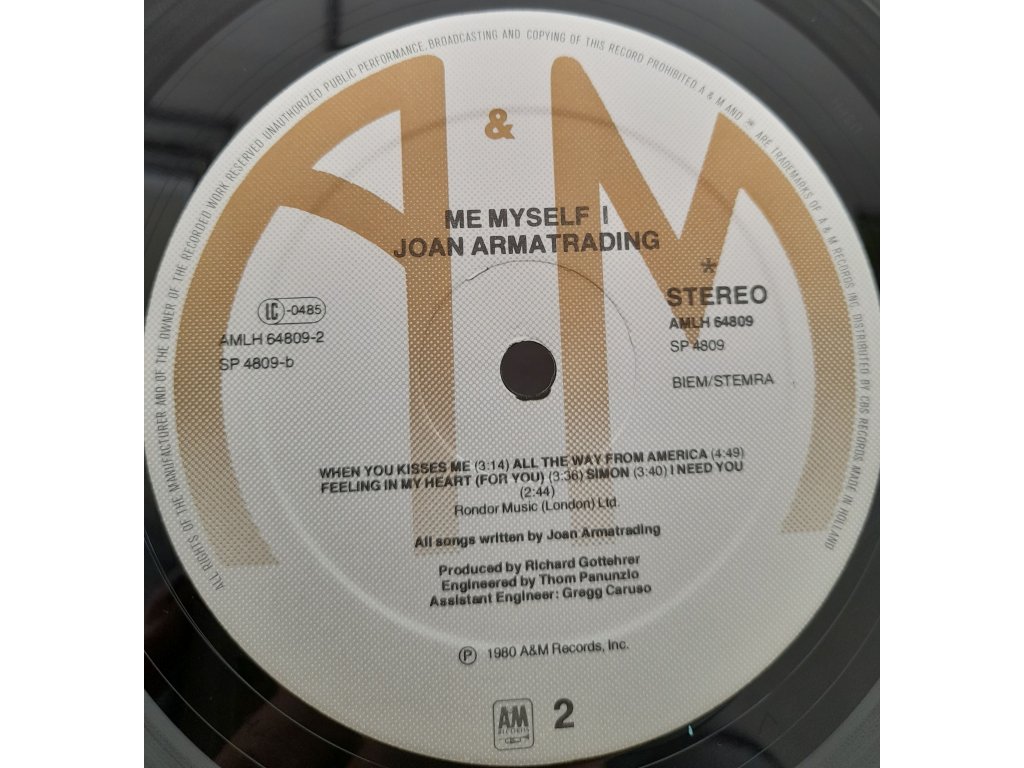 ALL RIGHTS OF THE MANUFACTURER AND OF THE OWNER OF THE RECORDED WORK RESERVED UNAUTHORIZED PUBLIC PERFORMANCE, BROADCASTING AND COPYING OF THIS RECORD PROHIBITED. A & M AND * ARE TRADEMARKS OF A & M RECORDS INC. DISTRIBUTED BY CBS RECORDS MADE IN HOLLAND
A & M
ME MYSELF I
JOAN ARMATRADING
*
STEREO
AMLH 64809
SP 4809
BIEM/STEMRA
LC -0485
AMLH 64809-2
SP 4809-b
WHEN YOU KISSES ME (3:14) ALL THE WAY FROM AMERICA (4:49)
FEELING IN MY HEART (FOR YOU) (3:36) SIMON (3:40) I NEED YOU
(2:44)
Rondor Music (London) Ltd.
All songs written by Joan Armatrading
Produced by Richard Gottehrer
Engineered by Thom Panunzio
Assistant Engineer: Gregg Caruso
Ⓟ 1980 A&M Records, Inc.
A&M
RECORDS
2